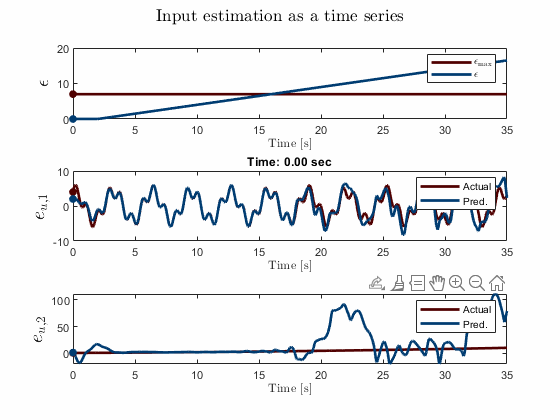 Input estimation as a time series
20
10
0
ϵ
ϵmax
ϵ
0 5 10 15 20 25 30 35
Time [s]
Time: 0.00 sec
10
0
-10
eu,1
Actual
Pred.
0 5 10 15 20 25 30 35
Time [s]
100
50
0
eu,2
Actual
Pred.
0 5 10 15 20 25 30 35
Time [s]